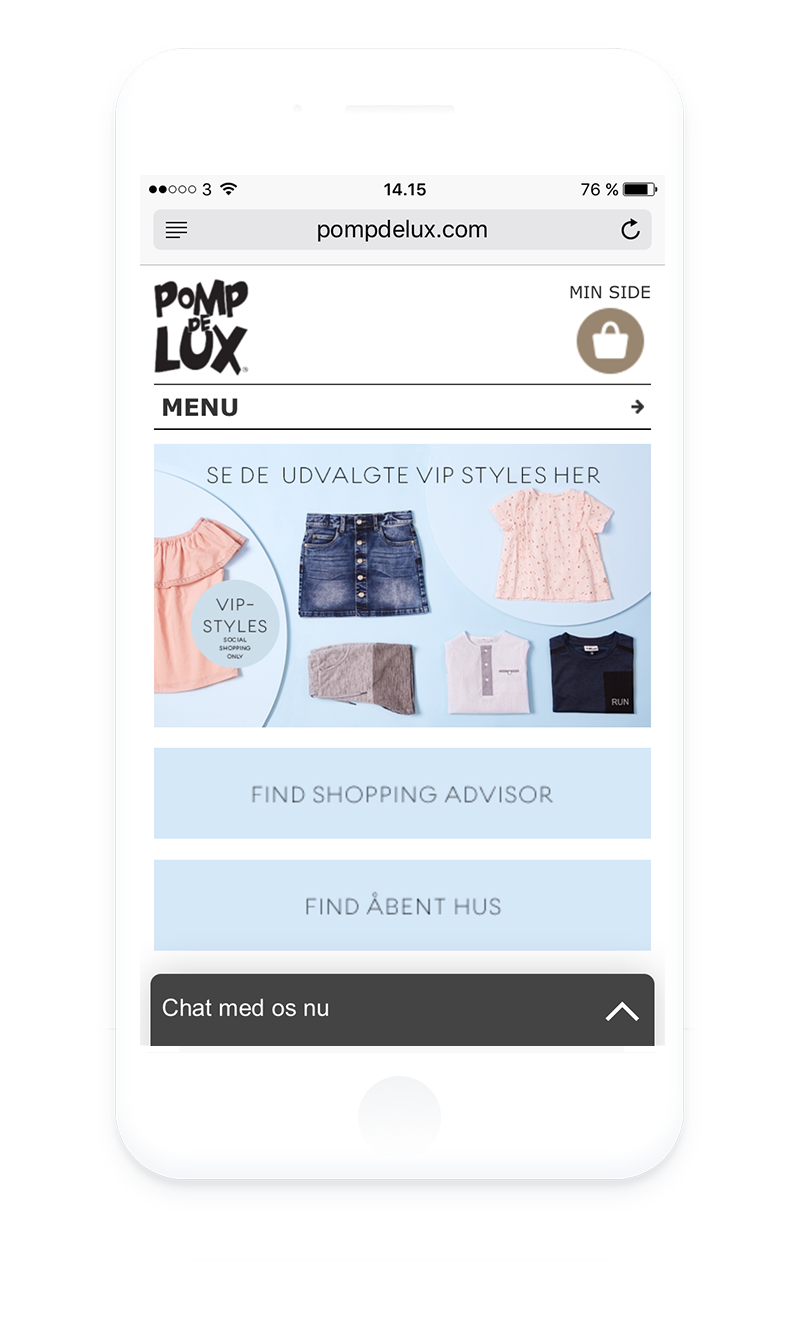 3
14.15
76 %
pompdelux.com
POMP
DE
LUX
®
MIN SIDE
MENU
SE DE UDVALGTE VIP STYLES HER
VIP-
STYLES
SOCIAL
SHOPPING
ONLY
RUN
FIND SHOPPING ADVISOR
FIND ÅBENT HUS
Chat med os nu